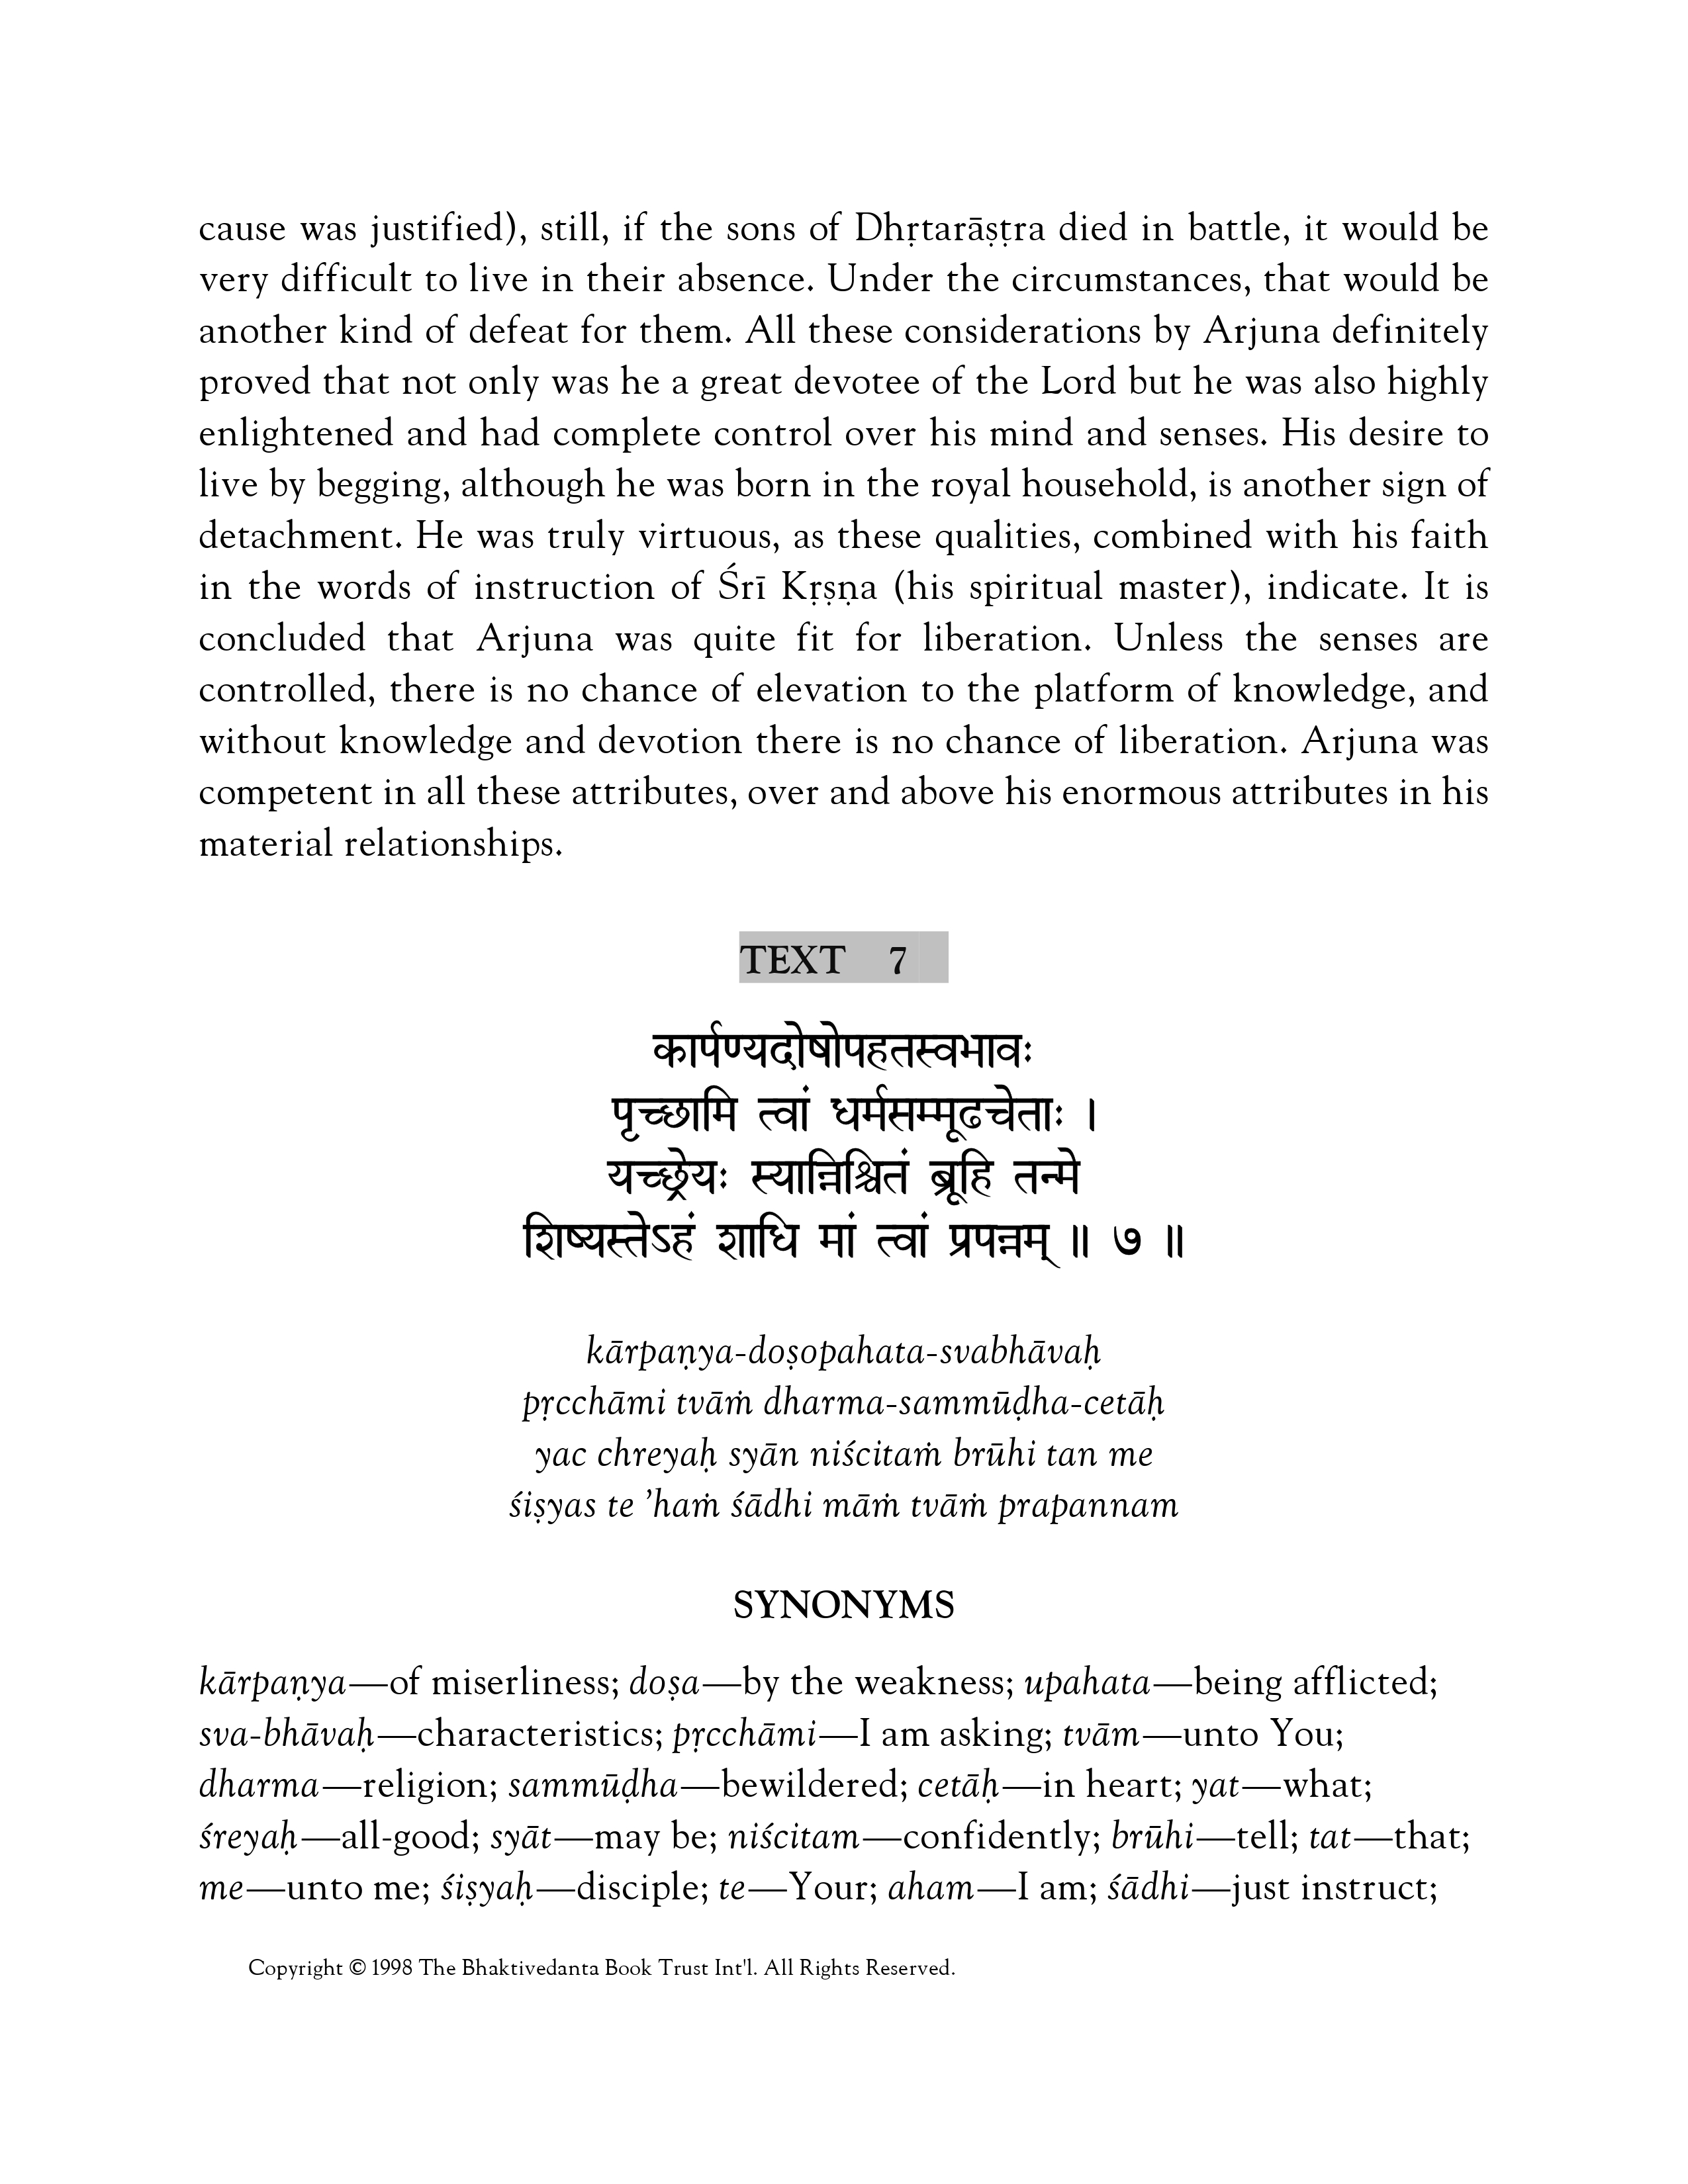 cause was justified), still, if the sons of Dhṛtarāṣṭra died in battle, it would be
very difficult to live in their absence. Under the circumstances, that would be
another kind of defeat for them. All these considerations by Arjuna definitely
proved that not only was he a great devotee of the Lord but he was also highly
enlightened and had complete control over his mind and senses. His desire to
live by begging, although he was born in the royal household, is another sign of
detachment. He was truly virtuous, as these qualities, combined with his faith
in the words of instruction of Śrī Kṛṣṇa (his spiritual master), indicate. It is
concluded that Arjuna was quite fit for liberation. Unless the senses are
controlled, there is no chance of elevation to the platform of knowledge, and
without knowledge and devotion there is no chance of liberation. Arjuna was
competent in all these attributes, over and above his enormous attributes in his
material relationships.
TEXT 7
कार्पण्यदोषोपहतस्वभावः
पृच्छामि त्वां धर्मसम्मूढचेताः ।
यच्छ्रेयः स्यान्निश्चितं ब्रूहि तन्मे
शिष्यस्तेऽहं शाधि मां त्वां प्रपन्नम् ॥ ७ ॥
kārpaṇya-doṣopahata-svabhāvaḥ
pṛcchāmi tvāṁ dharma-sammūḍha-cetāḥ
yac chreyaḥ syān niścitaṁ brūhi tan me
śiṣyas te ’haṁ śādhi māṁ tvāṁ prapannam
SYNONYMS
kārpaṇya—of miserliness; doṣa—by the weakness; upahata—being afflicted;
sva-bhāvaḥ—characteristics; pṛcchāmi—I am asking; tvām—unto You;
dharma—religion; sammūḍha—bewildered; cetāḥ—in heart; yat—what;
śreyaḥ—all-good; syāt—may be; niścitam—confidently; brūhi—tell; tat—that;
me—unto me; śiṣyaḥ—disciple; te—Your; aham—I am; śādhi—just instruct;
Copyright © 1998 The Bhaktivedanta Book Trust Int'l. All Rights Reserved.